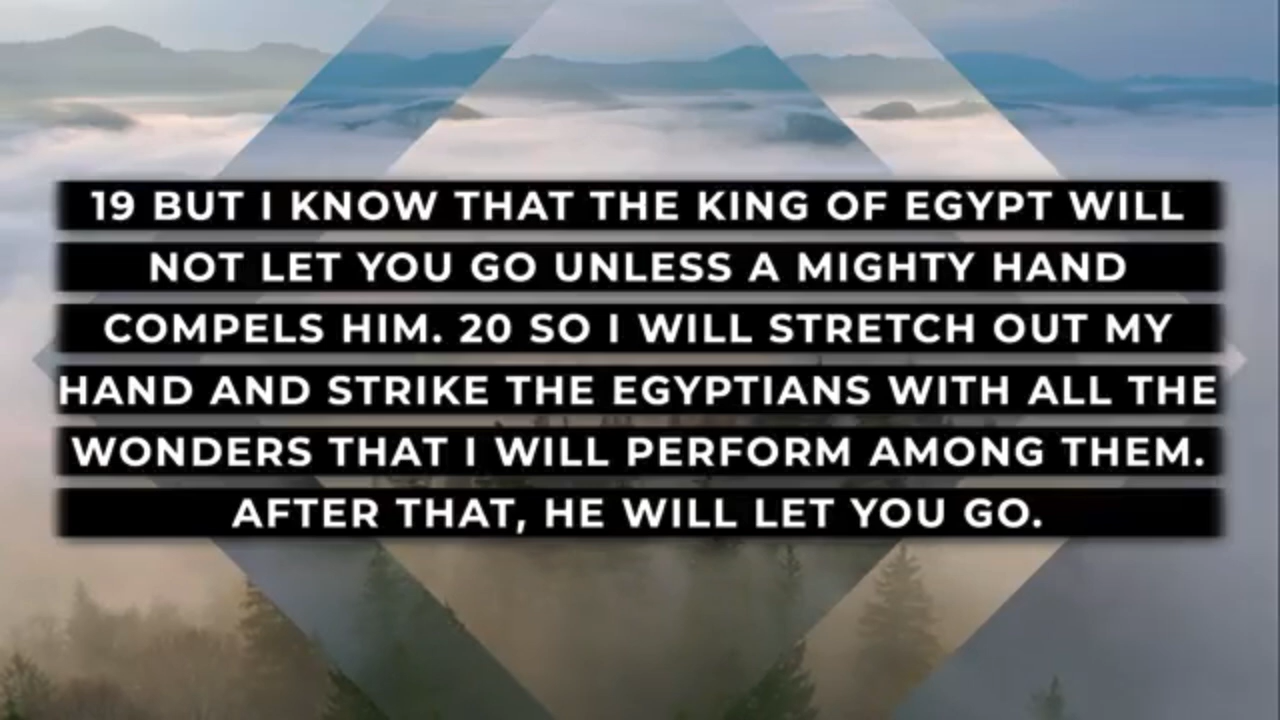 19 BUT I KNOW THAT THE KING OF EGYPT WILL
NOT LET YOU GO UNLESS A MIGHTY HAND
COMPELS HIM. 20 SO I WILL STRETCH OUT MY
HAND AND STRIKE THE EGYPTIANS WITH ALL THE
WONDERS THAT I WILL PERFORM AMONG THEM.
AFTER THAT, HE WILL LET YOU GO.